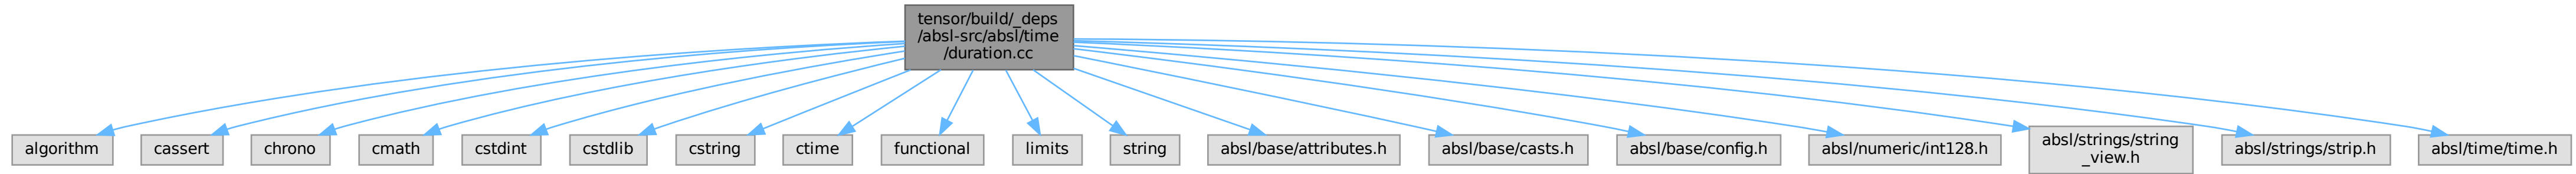 tensor/build/_deps
/absl-src/absl/time
/duration.cc
algorithm
cassert
chrono
cmath
cstdint
cstdlib
cstring
ctime
functional
limits
string
absl/base/attributes.h
absl/base/casts.h
absl/base/config.h
absl/numeric/int128.h
absl/strings/string
_view.h
absl/strings/strip.h
absl/time/time.h